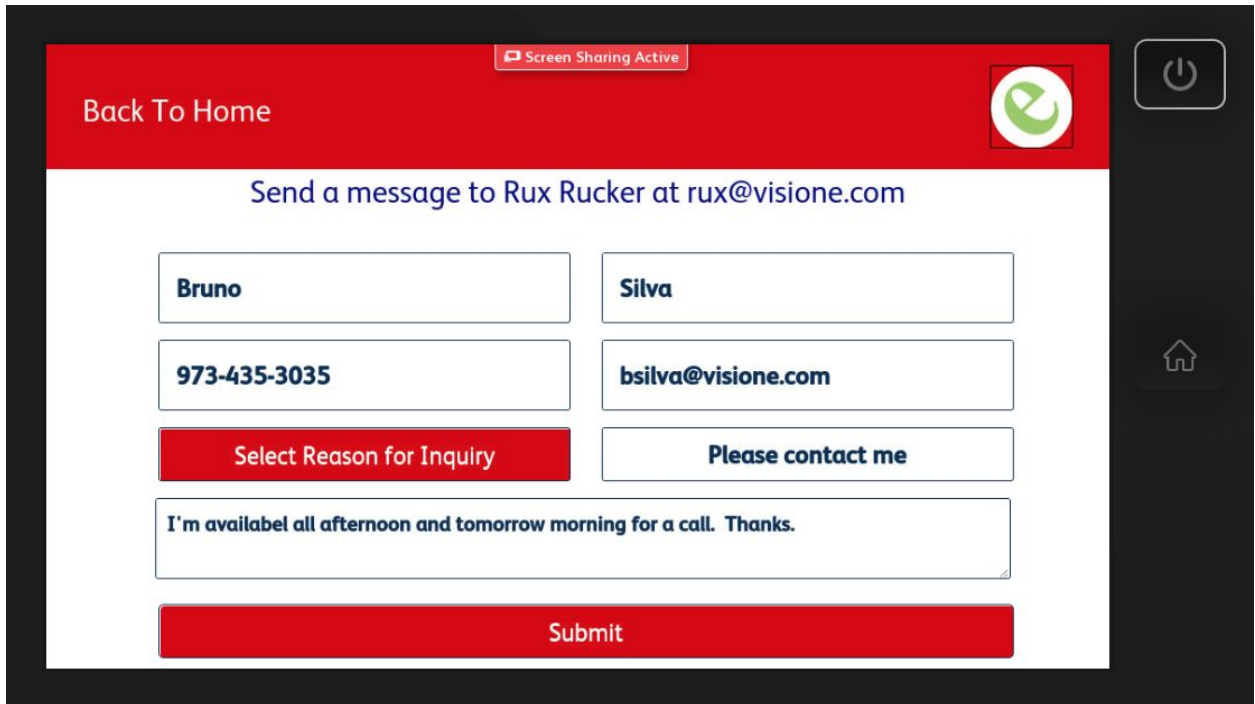 Screen Sharing Active
Back To Home
Send a message to Rux Rucker at rux@visione.com
Bruno
Silva
973-435-3035
bsilva@visione.com
Select Reason for Inquiry
Please contact me
I'm availabel all afternoon and tomorrow morning for a call.  Thanks.
Submit